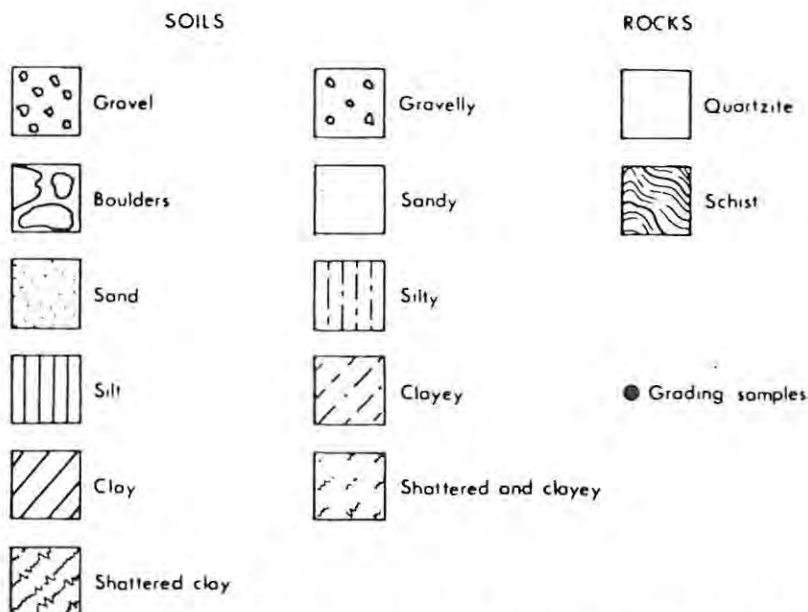 SOILS
ROCKS
Gravel
Gravelly
Quartzite
Boulders
Sandy
Schist
Sand
Silty
Silt
Clayey
Grading samples
Clay
Shattered and clayey
Shattered clay